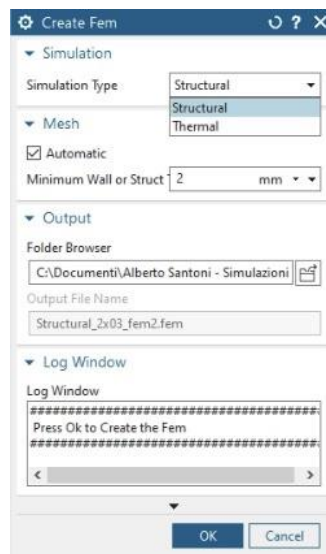 Create Fem
Simulation
Simulation Type Structural
Structural
Thermal
Mesh
Automatic
Minimum Wall or Struct 2 mm
Output
Folder Browser
C:\Documenti\Alberto Santoni - Simulazioni
Output File Name
Structural_2x03_fem2.fem
Log Window
Log Window
########################################
Press Ok to Create the Fem
########################################
OK Cancel